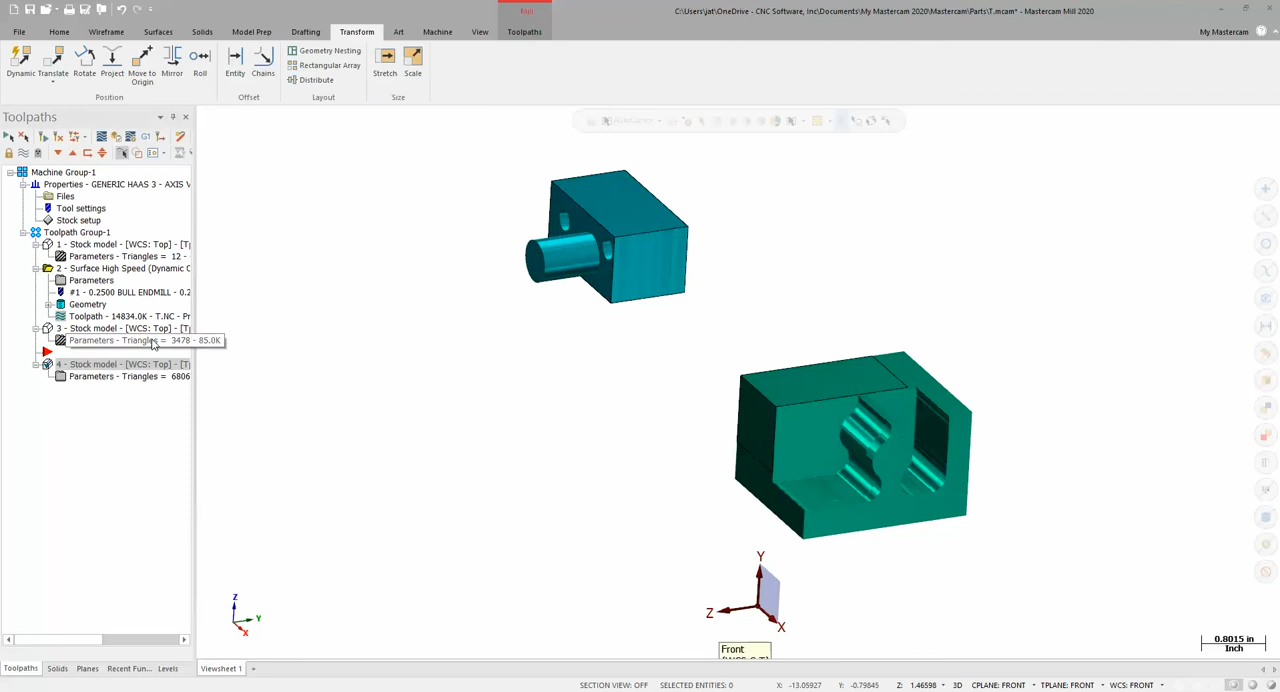 Mill
C:\Users\jat\OneDrive - CNC Software, Inc\Documents\My Mastercam 2020\Mastercam\Parts\T.mcam* - Mastercam Mill 2020
File Home Wireframe Surfaces Solids Model Prep Drafting Transform Art Machine View Toolpaths My Mastercam
Dynamic Translate Rotate Project Move to Origin Mirror Roll
Position
Entity Chains
Offset
Geometry Nesting
Rectangular Array
Distribute
Layout
Stretch Scale
Size
Toolpaths
AutoCursor
G1
Machine Group-1
Properties - GENERIC HAAS 3 - AXIS V
Files
Tool settings
Stock setup
Toolpath Group-1
1 - Stock model - [WCS: Top] - [T
Parameters - Triangles = 12 -
2 - Surface High Speed (Dynamic C
Parameters
#1 - 0.2500 BULL ENDMILL - 0.2
Geometry
Toolpath - 14834.0K - T.NC - Pr
3 - Stock model - [WCS: Top] - [T
Parameters - Triangles = 3478 - 85.0K
4 - Stock model - [WCS: Top] - [T
Parameters - Triangles = 6806
Z
Y
X
Y
Z
X
Front
0.8015 in
Inch
Toolpaths Solids Planes Recent Fun... Levels
Viewsheet 1 +
SECTION VIEW: OFF SELECTED ENTITIES: 0 X: -13.05927 Y: -0.79845 Z: 1.46598 3D CPLANE: FRONT TPLANE: FRONT WCS: FRONT